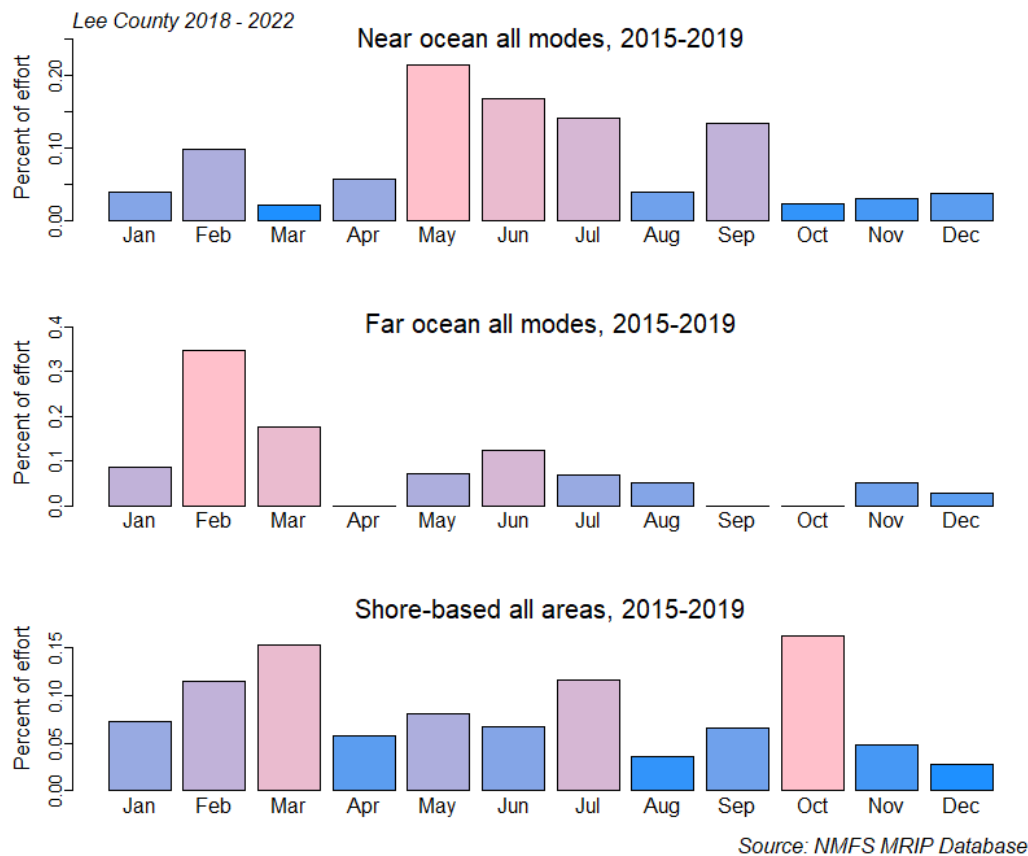 Lee County 2018 - 2022
Near ocean all modes, 2015-2019
Percent of effort
0.00 0.10 0.20
Jan Feb Mar Apr May Jun Jul Aug Sep Oct Nov Dec
Far ocean all modes, 2015-2019
Percent of effort
0.0 0.1 0.2 0.3 0.4
Jan Feb Mar Apr May Jun Jul Aug Sep Oct Nov Dec
Shore-based all areas, 2015-2019
Percent of effort
0.00 0.05 0.10 0.15
Jan Feb Mar Apr May Jun Jul Aug Sep Oct Nov Dec
Source: NMFS MRIP Database